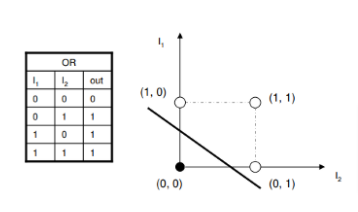 OR
I₁ I₂ out
0 0 0
0 1 1
1 0 1
1 1 1
I₁
(1, 0)
(1, 1)
(0, 0)
(0, 1)
I₂